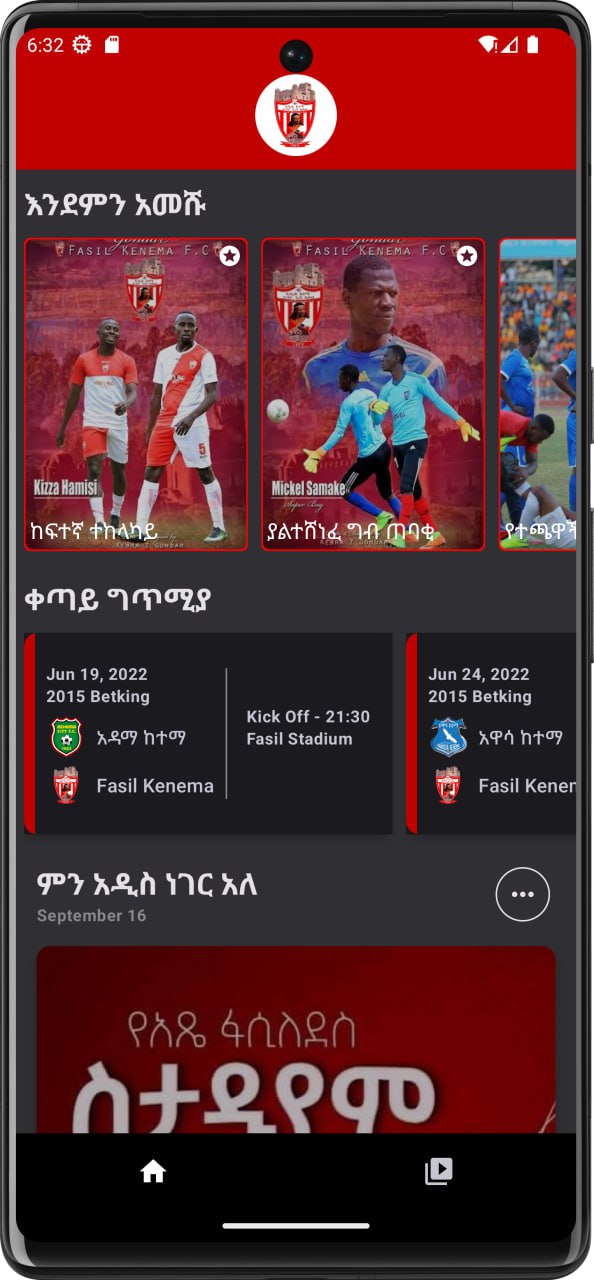 6:32
እንደምን አመሹ
FASIL KENEMA F.C
Kizza Hamisi
ከፍተኛ ተከላካይ
FASIL KENEMA F.C
Mickel Samake
Super Boy
ያልተሸነፈ ግብ ጠባቂ
KEBRA Z GONDAR
ቀጣይ ግጥሚያ
Jun 19, 2022
2015 Betking
አዳማ ከተማ
Fasil Kenema
Kick Off - 21:30
Fasil Stadium
Jun 24, 2022
2015 Betking
አዋሳ ከተማ
Fasil Kenem
ምን አዲስ ነገር አለ
September 16
የአጼ ፋሲለደስ
ስታዲየም